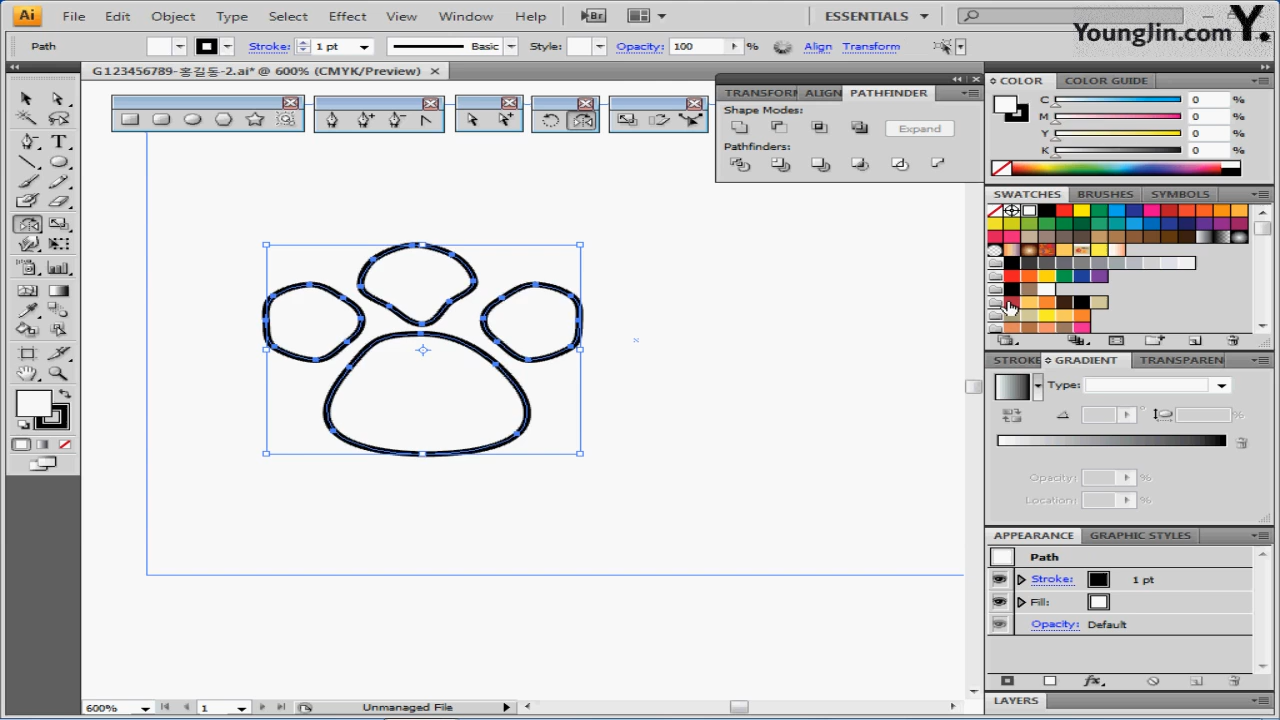 Ai File Edit Object Type Select Effect View Window Help Br ESSENTIALS
YoungJin.com Y.
Path Stroke: 1 pt Basic Style: Opacity: 100 % Align Transform
G123456789-홍길동-2.ai* @ 600% (CMYK/Preview)
TRANSFORM ALIGN PATHFINDER
Shape Modes:
Expand
Pathfinders:
COLOR COLOR GUIDE
C 0 %
M 0 %
Y 0 %
K 0 %
SWATCHES BRUSHES SYMBOLS
STROKE GRADIENT TRANSPAREN
Type:
%
Opacity: %
Location: %
APPEARANCE GRAPHIC STYLES
Path
Stroke: 1 pt
Fill:
Opacity: Default
fx
LAYERS
600% 1 Unmanaged File